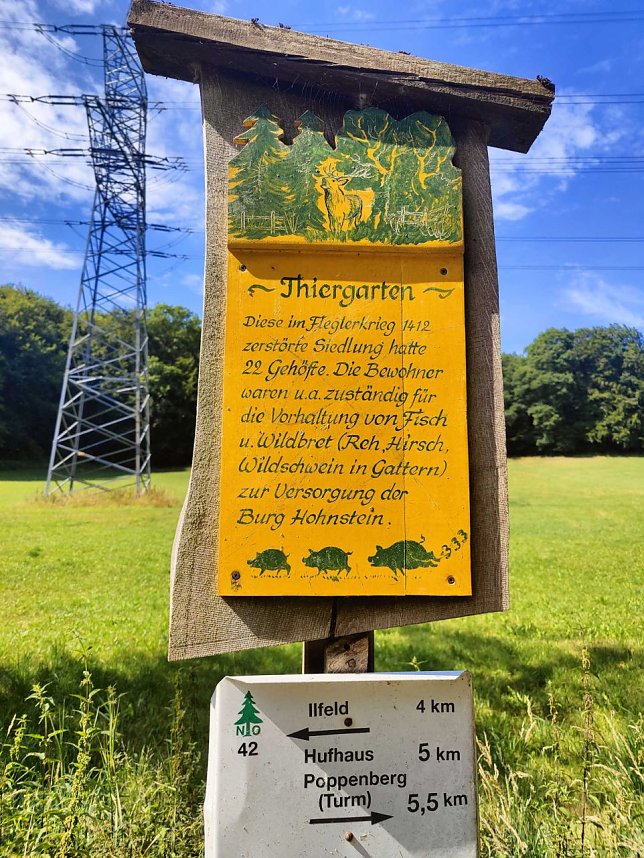 ~ Thiergarten ~
Diese im Fleglerkrieg 1412
zerstörte Siedlung hatte
22 Gehöfte. Die Bewohner
waren u.a. zuständig für
die Vorhaltung von Fisch
u. Wildbret (Reh, Hirsch,
Wildschwein in Gattern)
zur Versorgung der
Burg Hohnstein.
333
Ilfeld 4 km
NO
42
Hufhaus 5 km
Poppenberg
(Turm) 5,5 km